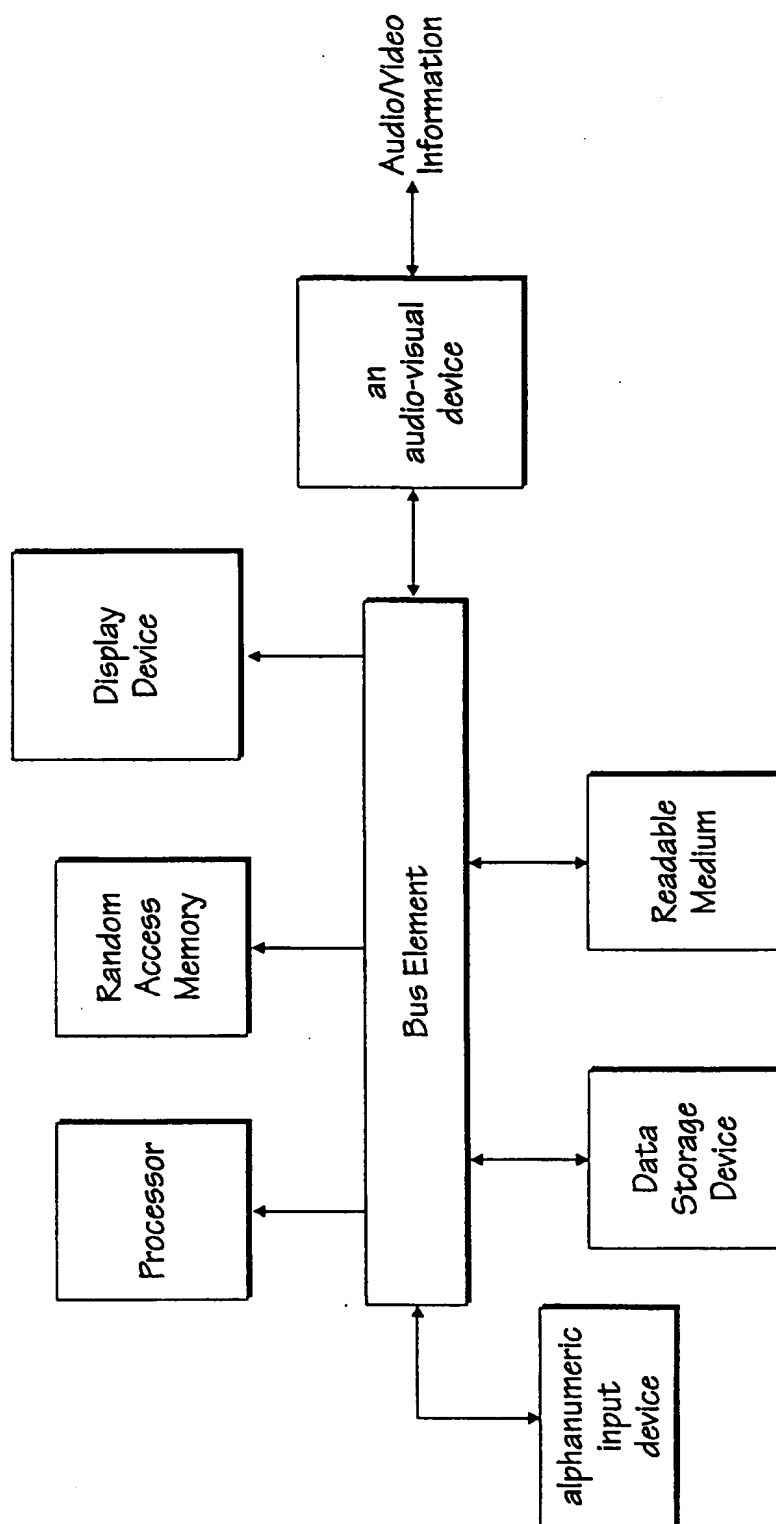 Processor
Random
Access
Memory
Display
Device
Bus Element
an
audio-visual
device
Audio/Video
Information
alphanumeric
input
device
Data
Storage
Device
Readable
Medium